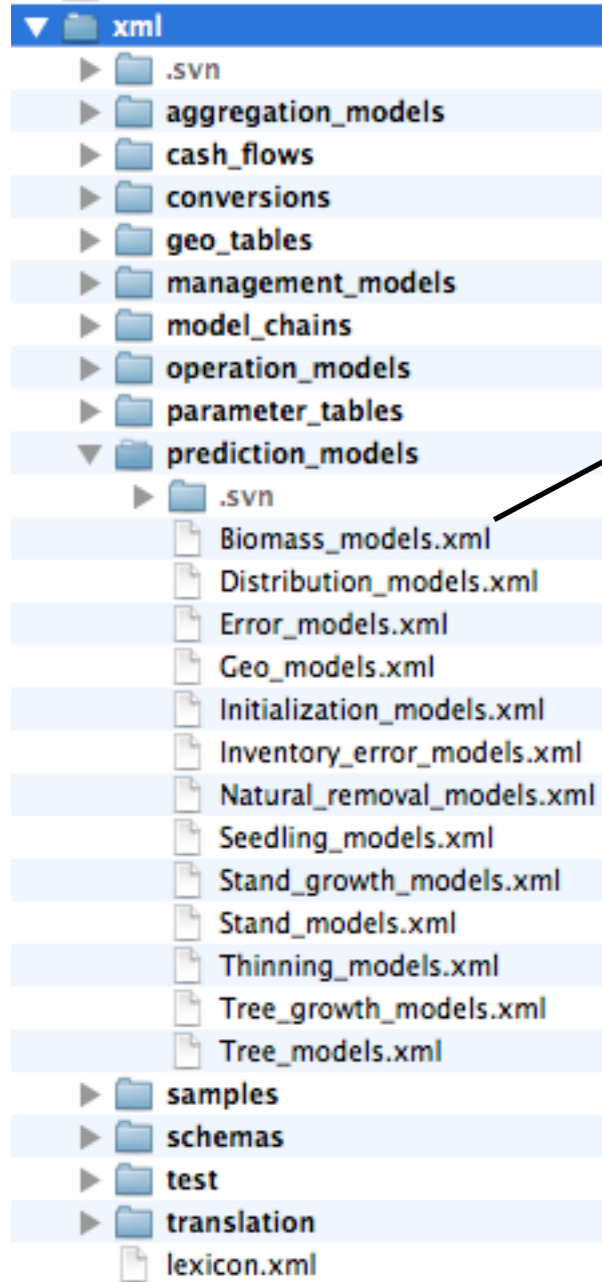 xml
.svn
aggregation_models
cash_flows
conversions
geo_tables
management_models
model_chains
operation_models
parameter_tables
prediction_models
.svn
Biomass_models.xml
Distribution_models.xml
Error_models.xml
Geo_models.xml
Initialization_models.xml
Inventory_error_models.xml
Natural_removal_models.xml
Seedling_models.xml
Stand_growth_models.xml
Stand_models.xml
Thinning_models.xml
Tree_growth_models.xml
Tree_models.xml
samples
schemas
test
translation
lexicon.xml